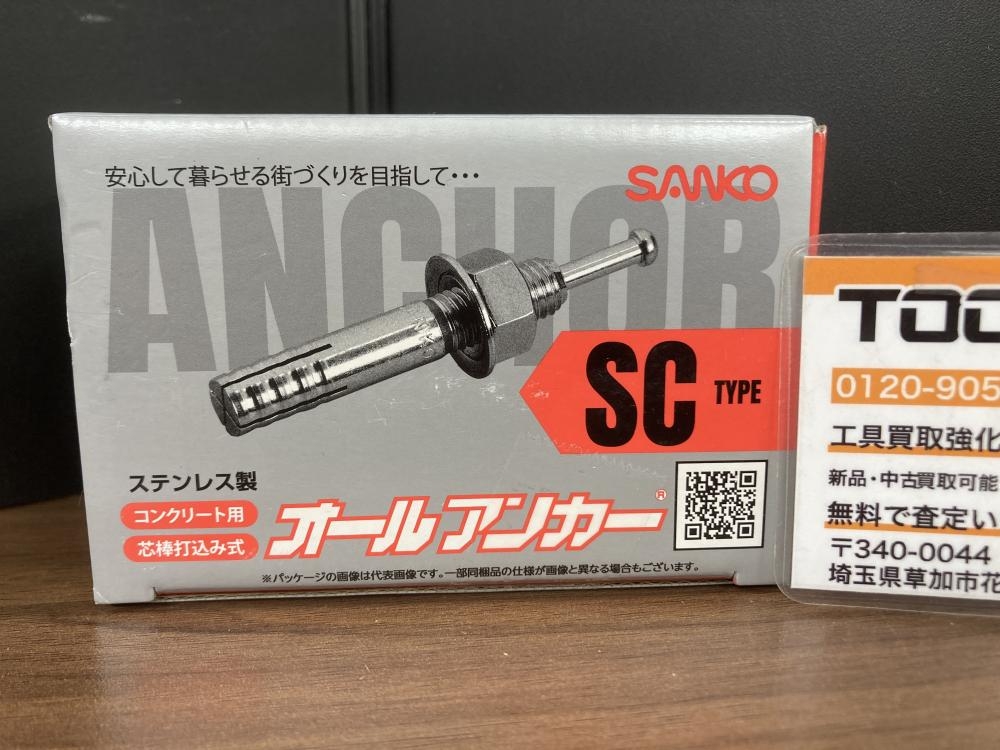 安心して暮らせる街づくりを目指して・・・
SANKO
ANCHOR
SC TYPE
ステンレス製
コンクリート用
芯棒打込み式
オールアンカー®
※パッケージの画像は代表画像です。一部同梱品の仕様が画像と異なる場合もございます。
TOO
0120-905
工具買取強化
新品・中古買取可能
無料で査定い
〒340-0044
埼玉県草加市花